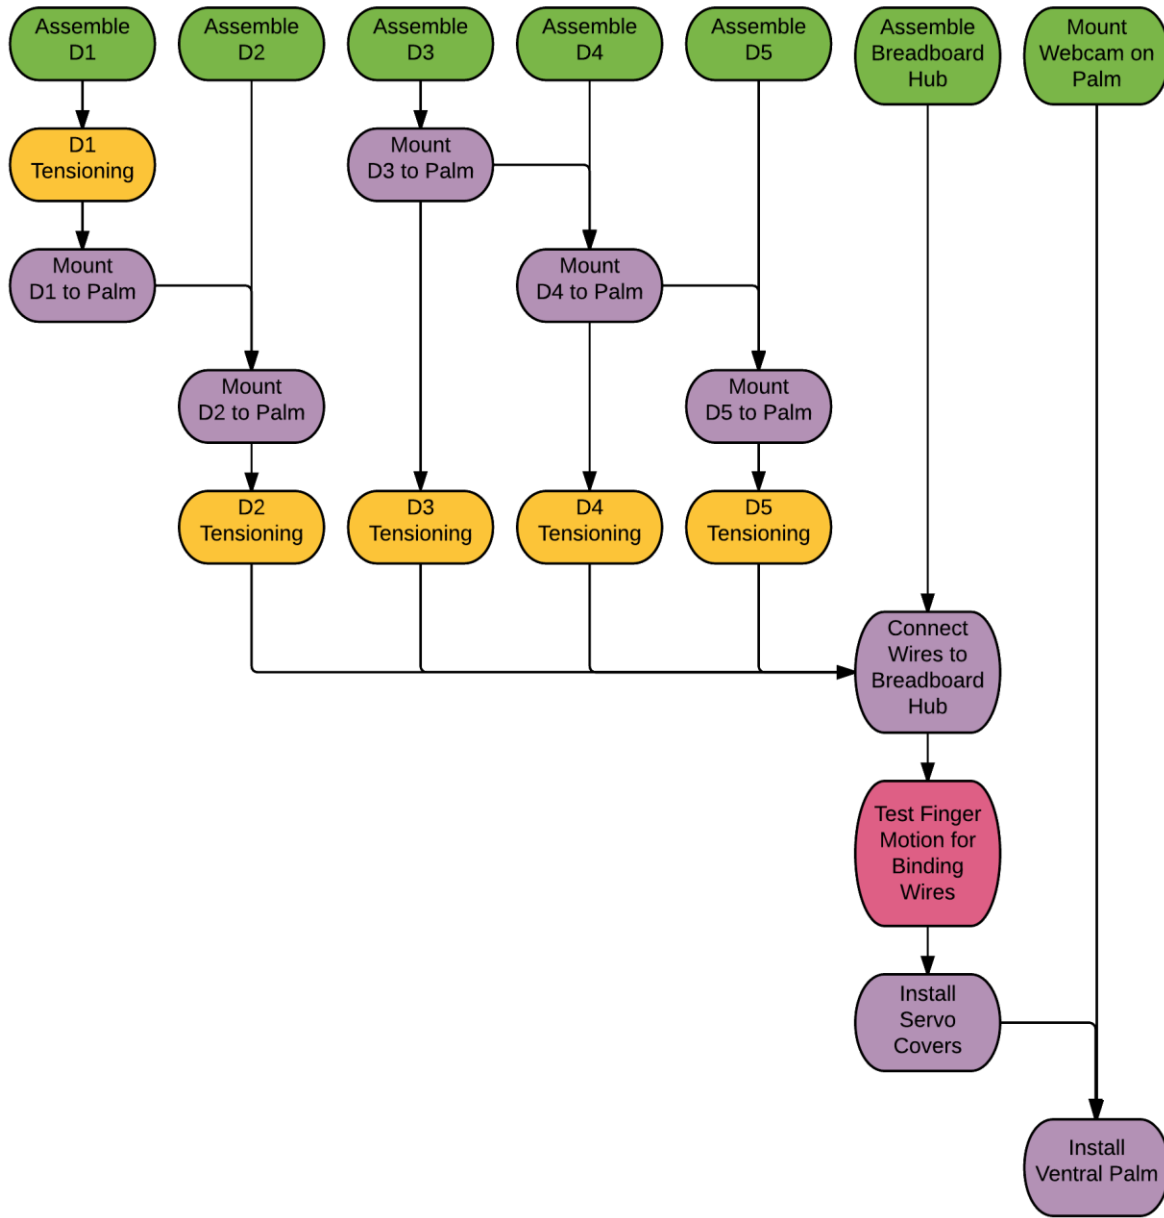 Assemble
D1
Assemble
D2
Assemble
D3
Assemble
D4
Assemble
D5
Assemble
Breadboard
Hub
Mount
Webcam on
Palm
D1
Tensioning
Mount
D3 to Palm
Mount
D1 to Palm
Mount
D4 to Palm
Mount
D2 to Palm
Mount
D5 to Palm
D2
Tensioning
D3
Tensioning
D4
Tensioning
D5
Tensioning
Connect
Wires to
Breadboard
Hub
Test Finger
Motion for
Binding
Wires
Install
Servo
Covers
Install
Ventral Palm